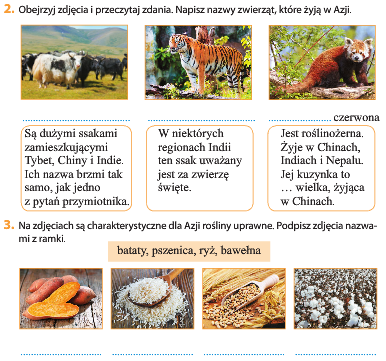 2. Obejrzyj zdjęcia i przeczytaj zdania. Napisz nazwy zwierząt, które żyją w Azji.
czerwona
Są dużymi ssakami
zamieszkującymi
Tybet, Chiny i Indie.
Ich nazwa brzmi tak
samo, jak jedno
z pytań przymiotnika.
W niektórych
regionach Indii
ten ssak uważany
jest za zwierzę
święte.
Jest roślinożerna.
Żyje w Chinach,
Indiach i Nepalu.
Jej kuzynka to
... wielka, żyjąca
w Chinach.
3. Na zdjęciach są charakterystyczne dla Azji rośliny uprawne. Podpisz zdjęcia nazwa-
mi z ramki.
bataty, pszenica, ryż, bawełna